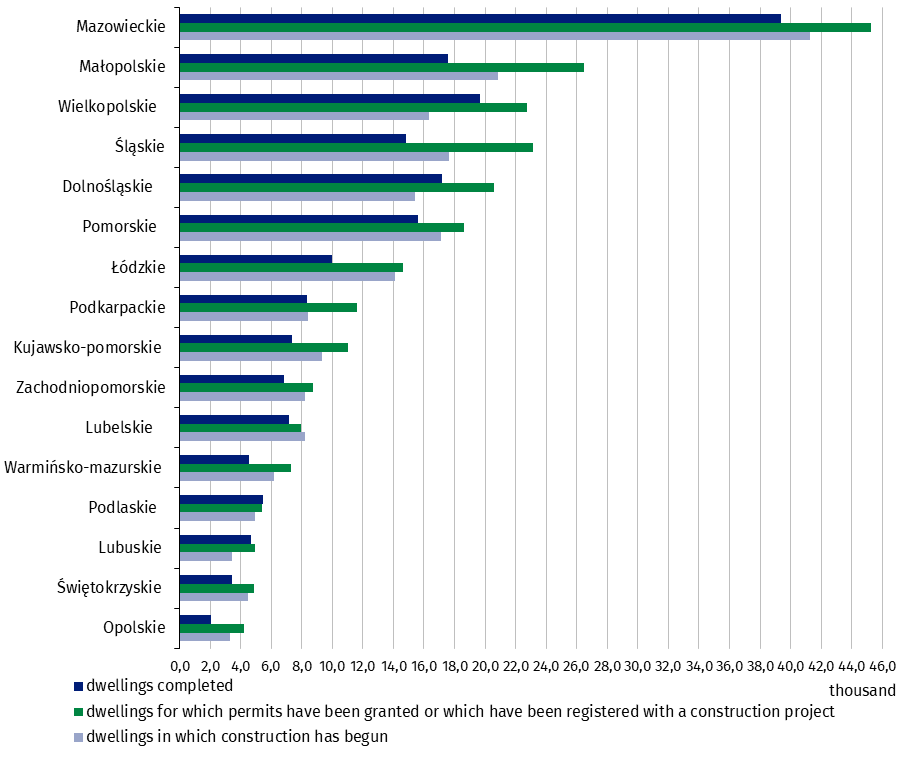 Mazowieckie
Małopolskie
Wielkopolskie
Śląskie
Dolnośląskie
Pomorskie
Łódzkie
Podkarpackie
Kujawsko-pomorskie
Zachodniopomorskie
Lubelskie
Warmińsko-mazurskie
Podlaskie
Lubuskie
Świętokrzyskie
Opolskie
0,0 2,0 4,0 6,0 8,0 10,0 12,0 14,0 16,0 18,0 20,0 22,0 24,0 26,0 28,0 30,0 32,0 34,0 36,0 38,0 40,0 42,0 44,0 46,0
thousand
dwellings completed
dwellings for which permits have been granted or which have been registered with a construction project
dwellings in which construction has begun